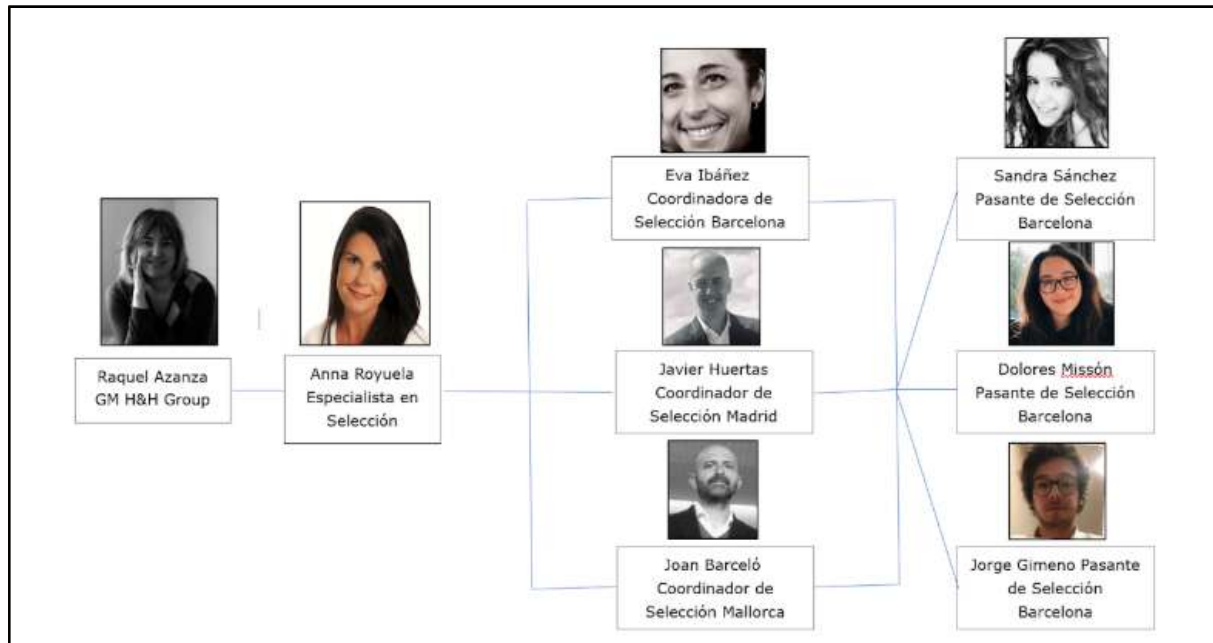 Eva Ibáñez
Coordinadora de
Selección Barcelona
Sandra Sánchez
Pasante de Selección
Barcelona
Raquel Azanza
GM H&H Group
Anna Royuela
Especialista en
Selección
Javier Huertas
Coordinador de
Selección Madrid
Dolores Missón
Pasante de Selección
Barcelona
Joan Barceló
Coordinador de
Selección Mallorca
Jorge Gimeno Pasante
de Selección
Barcelona